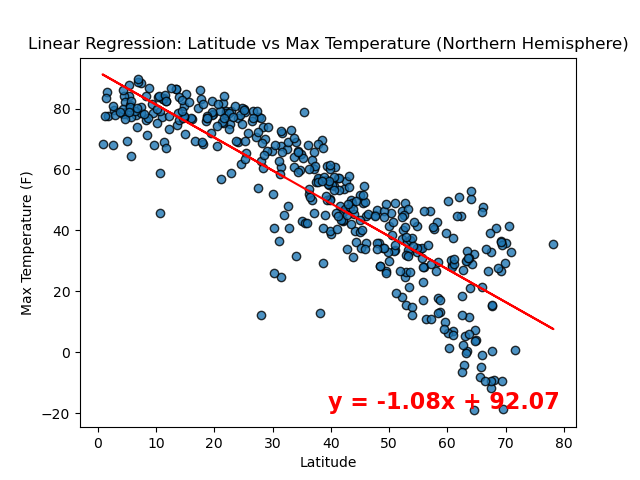 Linear Regression: Latitude vs Max Temperature (Northern Hemisphere)
Max Temperature (F)
80
60
40
20
0
−20
y = -1.08x + 92.07
0 10 20 30 40 50 60 70 80
Latitude